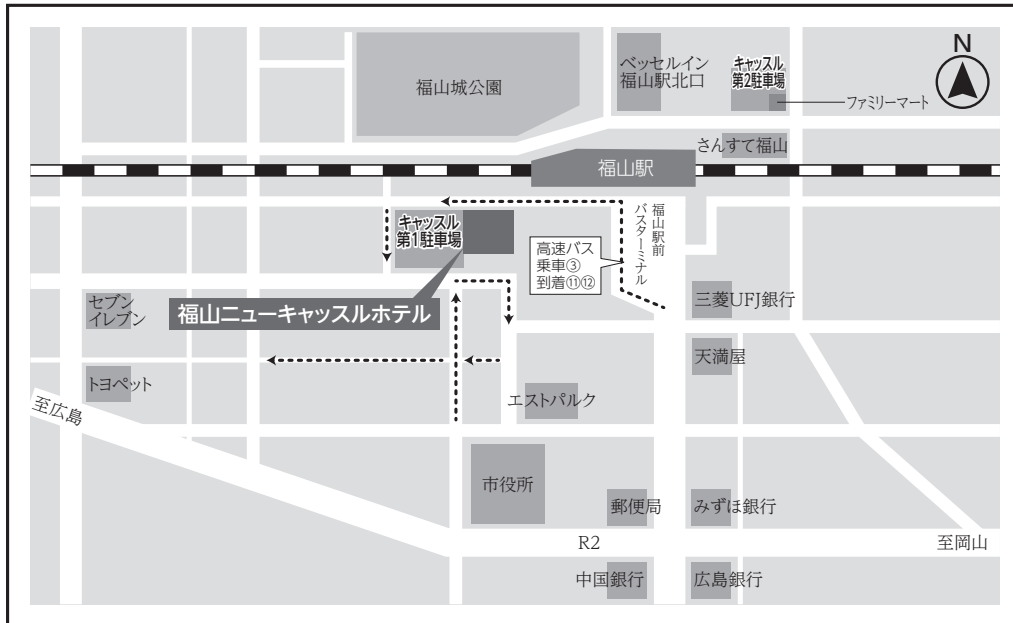 福山城公園
ベッセルイン
福山駅北口
キャッスル
第2駐車場
N
ファミリーマート
さんすて福山
福山駅
キャッスル
第1駐車場
福山駅前
バスターミナル
高速バス
乗車③
到着⑪⑫
セブン
イレブン
福山ニューキャッスルホテル
三菱UFJ銀行
天満屋
トヨペット
エストパルク
至広島
市役所
郵便局
みずほ銀行
R2
至岡山
中国銀行
広島銀行